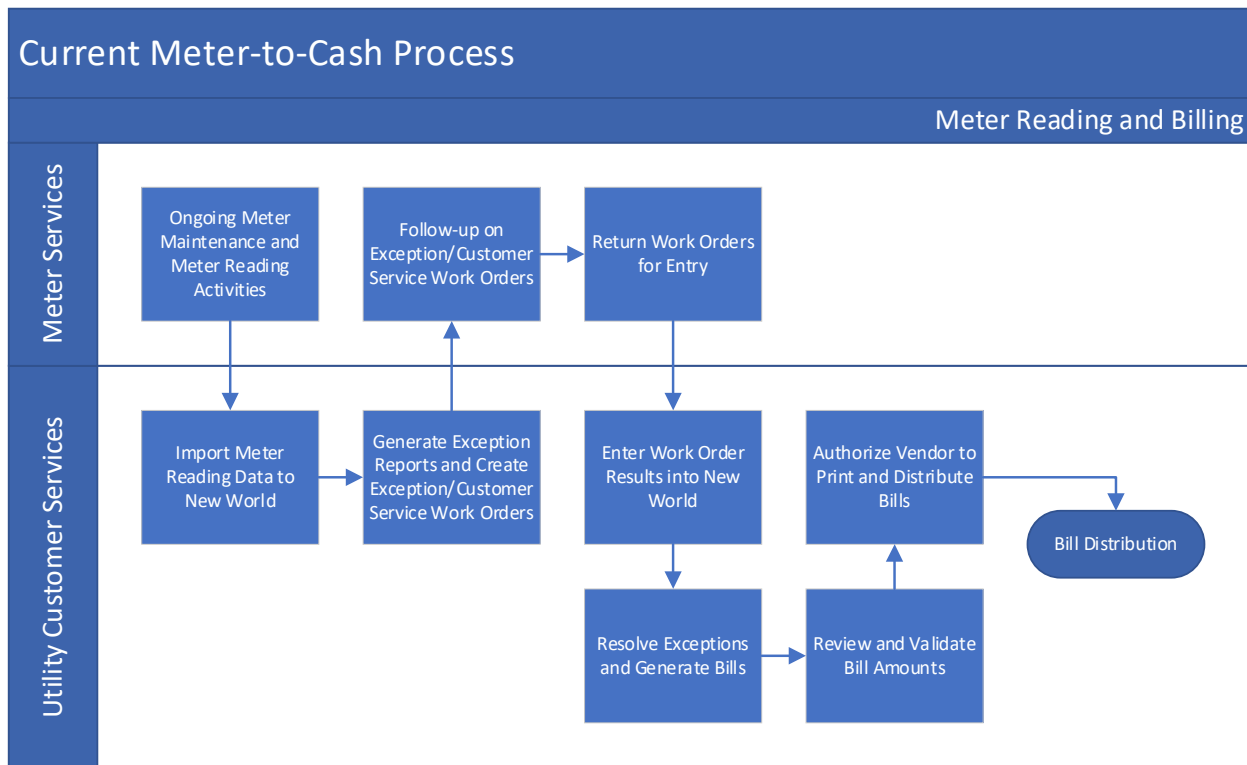 Current Meter-to-Cash Process
Meter Reading and Billing
Meter Services
Ongoing Meter
Maintenance and
Meter Reading
Activities
Follow-up on
Exception/Customer
Service Work Orders
Return Work Orders
for Entry
Utility Customer Services
Import Meter
Reading Data to
New World
Generate Exception
Reports and Create
Exception/Customer
Service Work Orders
Enter Work Order
Results into New
World
Authorize Vendor to
Print and Distribute
Bills
Bill Distribution
Resolve Exceptions
and Generate Bills
Review and Validate
Bill Amounts